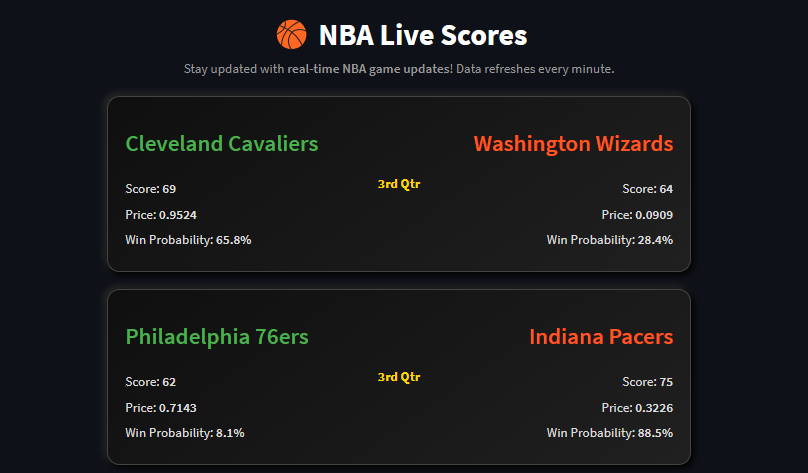 NBA Live Scores
Stay updated with real-time NBA game updates! Data refreshes every minute.
Cleveland Cavaliers
Washington Wizards
3rd Qtr
Score: 69
Score: 64
Price: 0.9524
Price: 0.0909
Win Probability: 65.8%
Win Probability: 28.4%
Philadelphia 76ers
Indiana Pacers
3rd Qtr
Score: 62
Score: 75
Price: 0.7143
Price: 0.3226
Win Probability: 8.1%
Win Probability: 88.5%